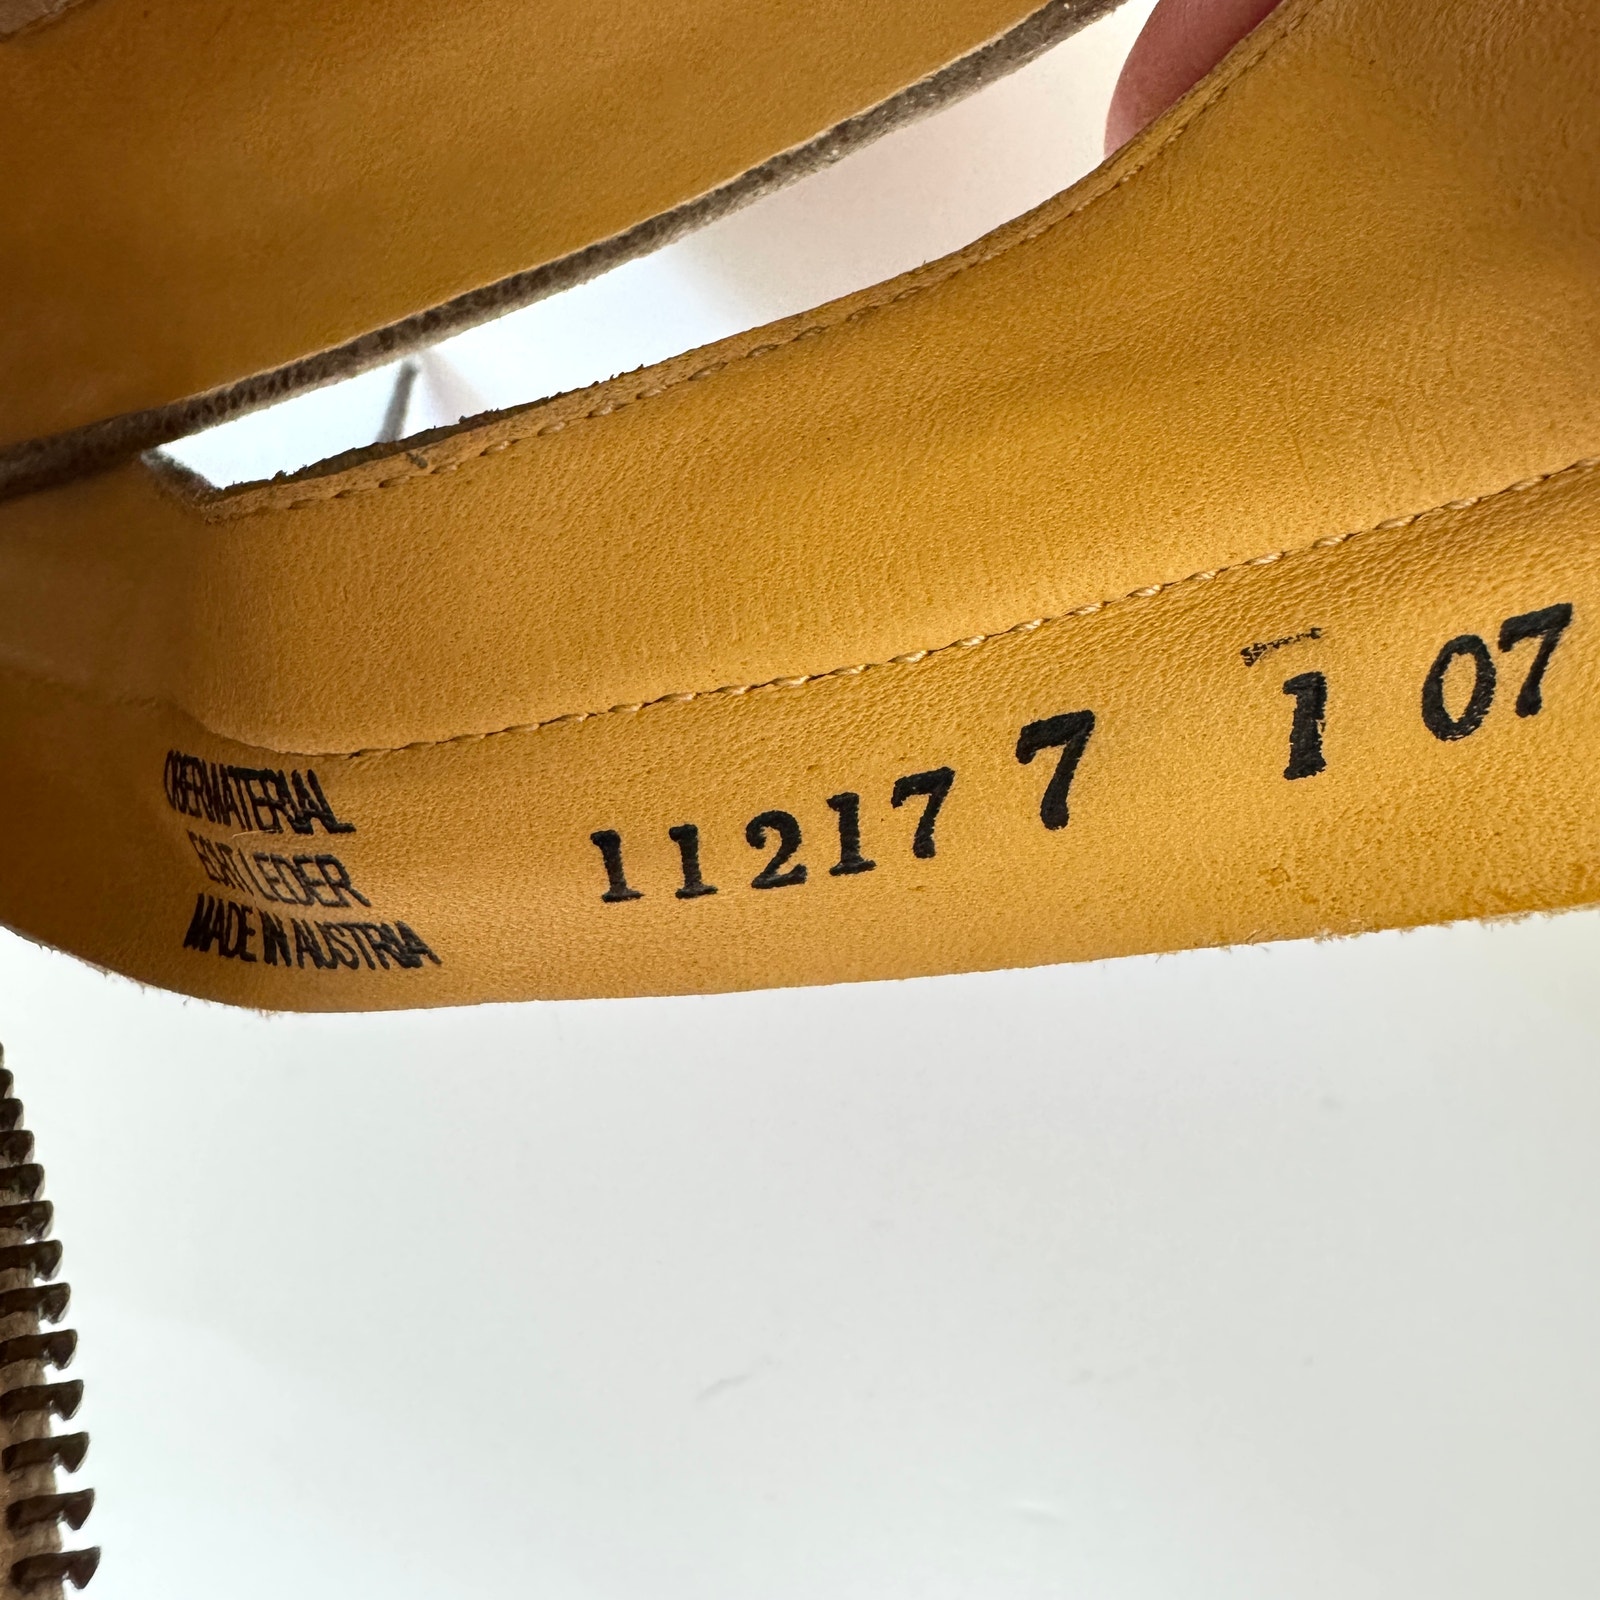 OBERMATERIAL
ECHT LEDER
MADE IN AUSTRIA
11217 7 1 07